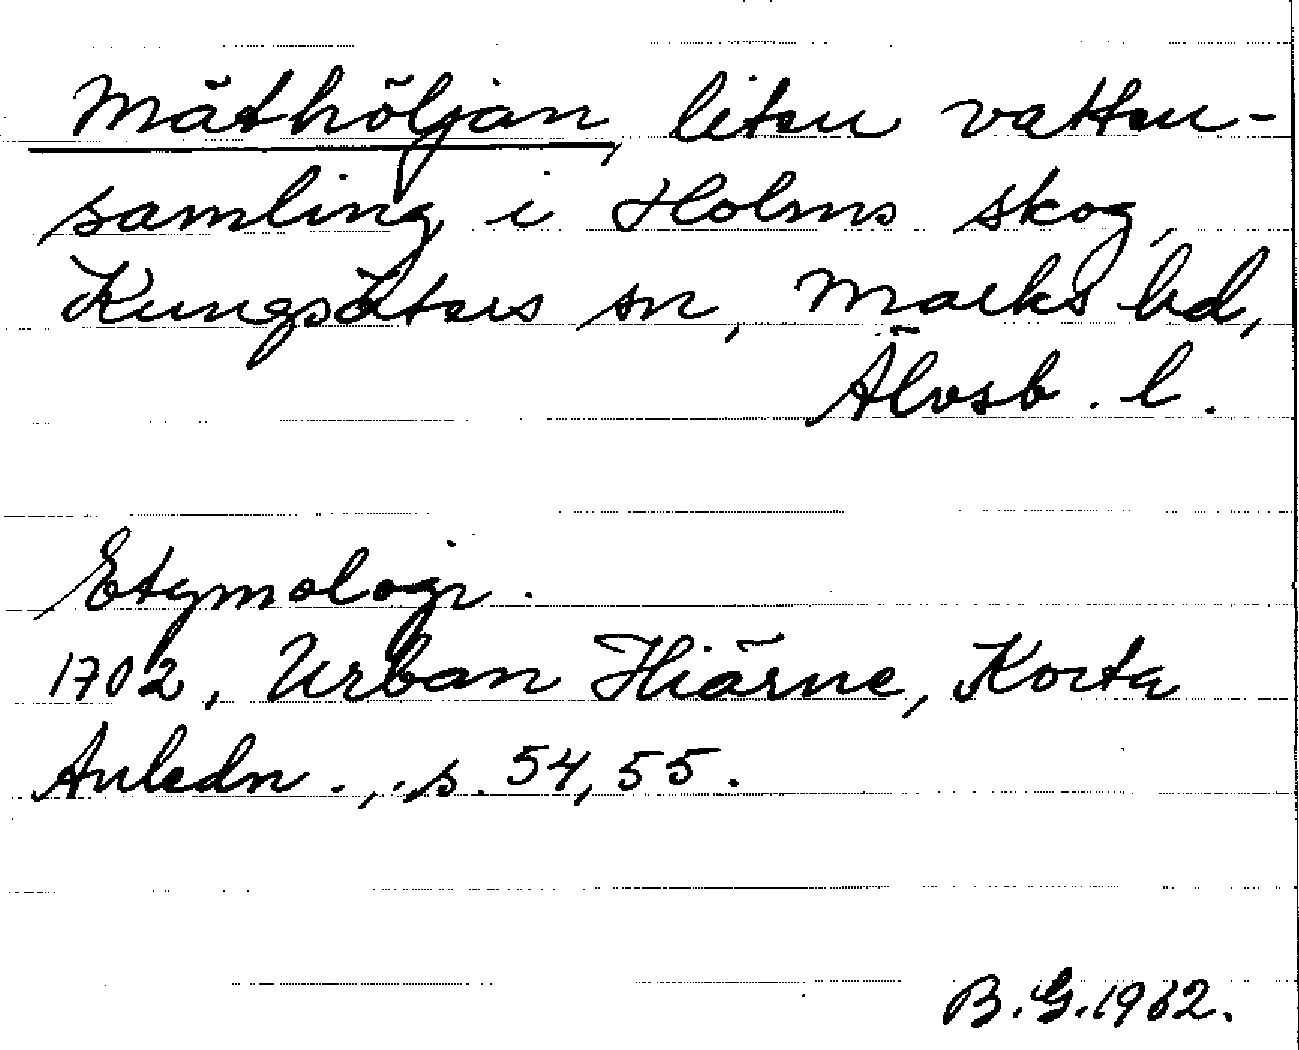 Mäthöljan, liten vatten-
samling i Holms skog,
Kungsäters sn, Marks hd,
Älvsb. l.
Etymologi.
1702, Urban Hiärne, Korta
Anledn., s. 54, 55.
B.G. 1962.